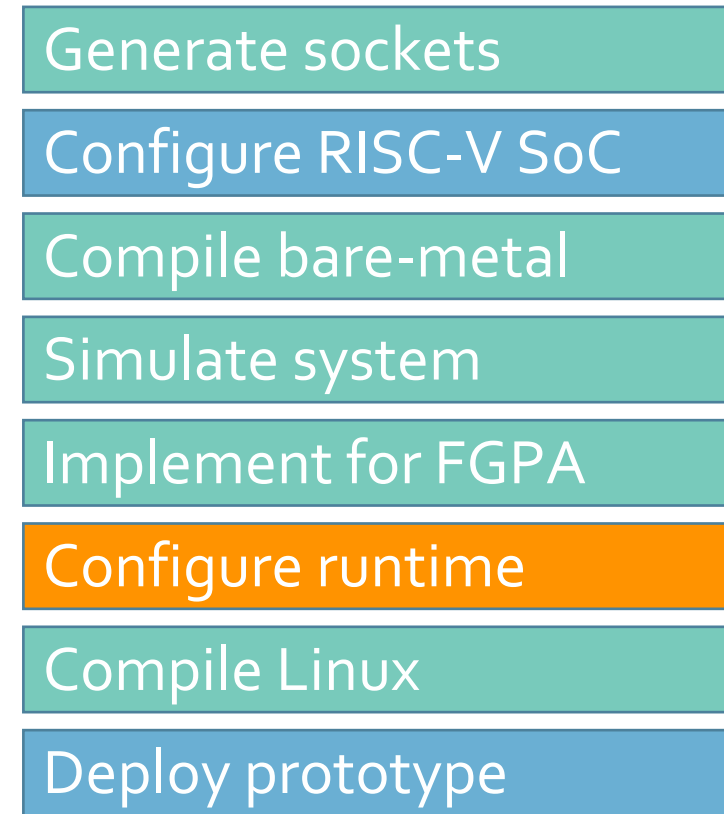 Generate sockets
Configure RISC-V SoC
Compile bare-metal
Simulate system
Implement for FGPA
Configure runtime
Compile Linux
Deploy prototype